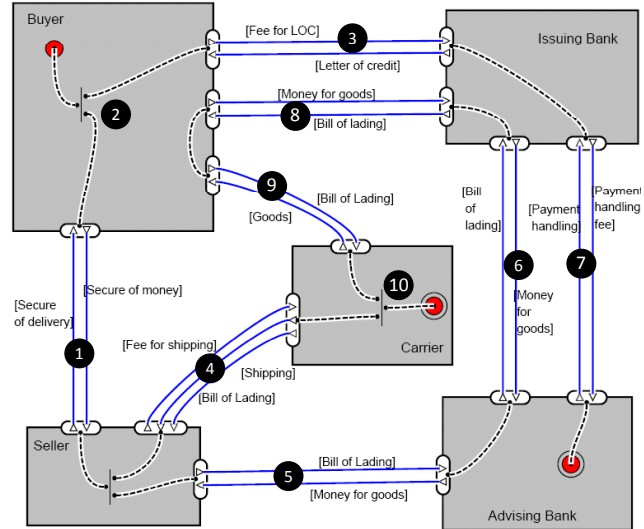 Buyer
[Fee for LOC]
3
[Letter of credit]
Issuing Bank
2
[Money for goods]
8
[Bill of lading]
9
[Bill of Lading]
[Goods]
[Bill
of
lading]
[Payment
handling]
[Payment
handling
fee]
10
6
7
[Secure
of delivery]
[Secure of money]
[Money
for
goods]
1
[Fee for shipping]
4
[Shipping]
[Bill of Lading]
Carrier
Seller
[Bill of Lading]
5
[Money for goods]
Advising Bank